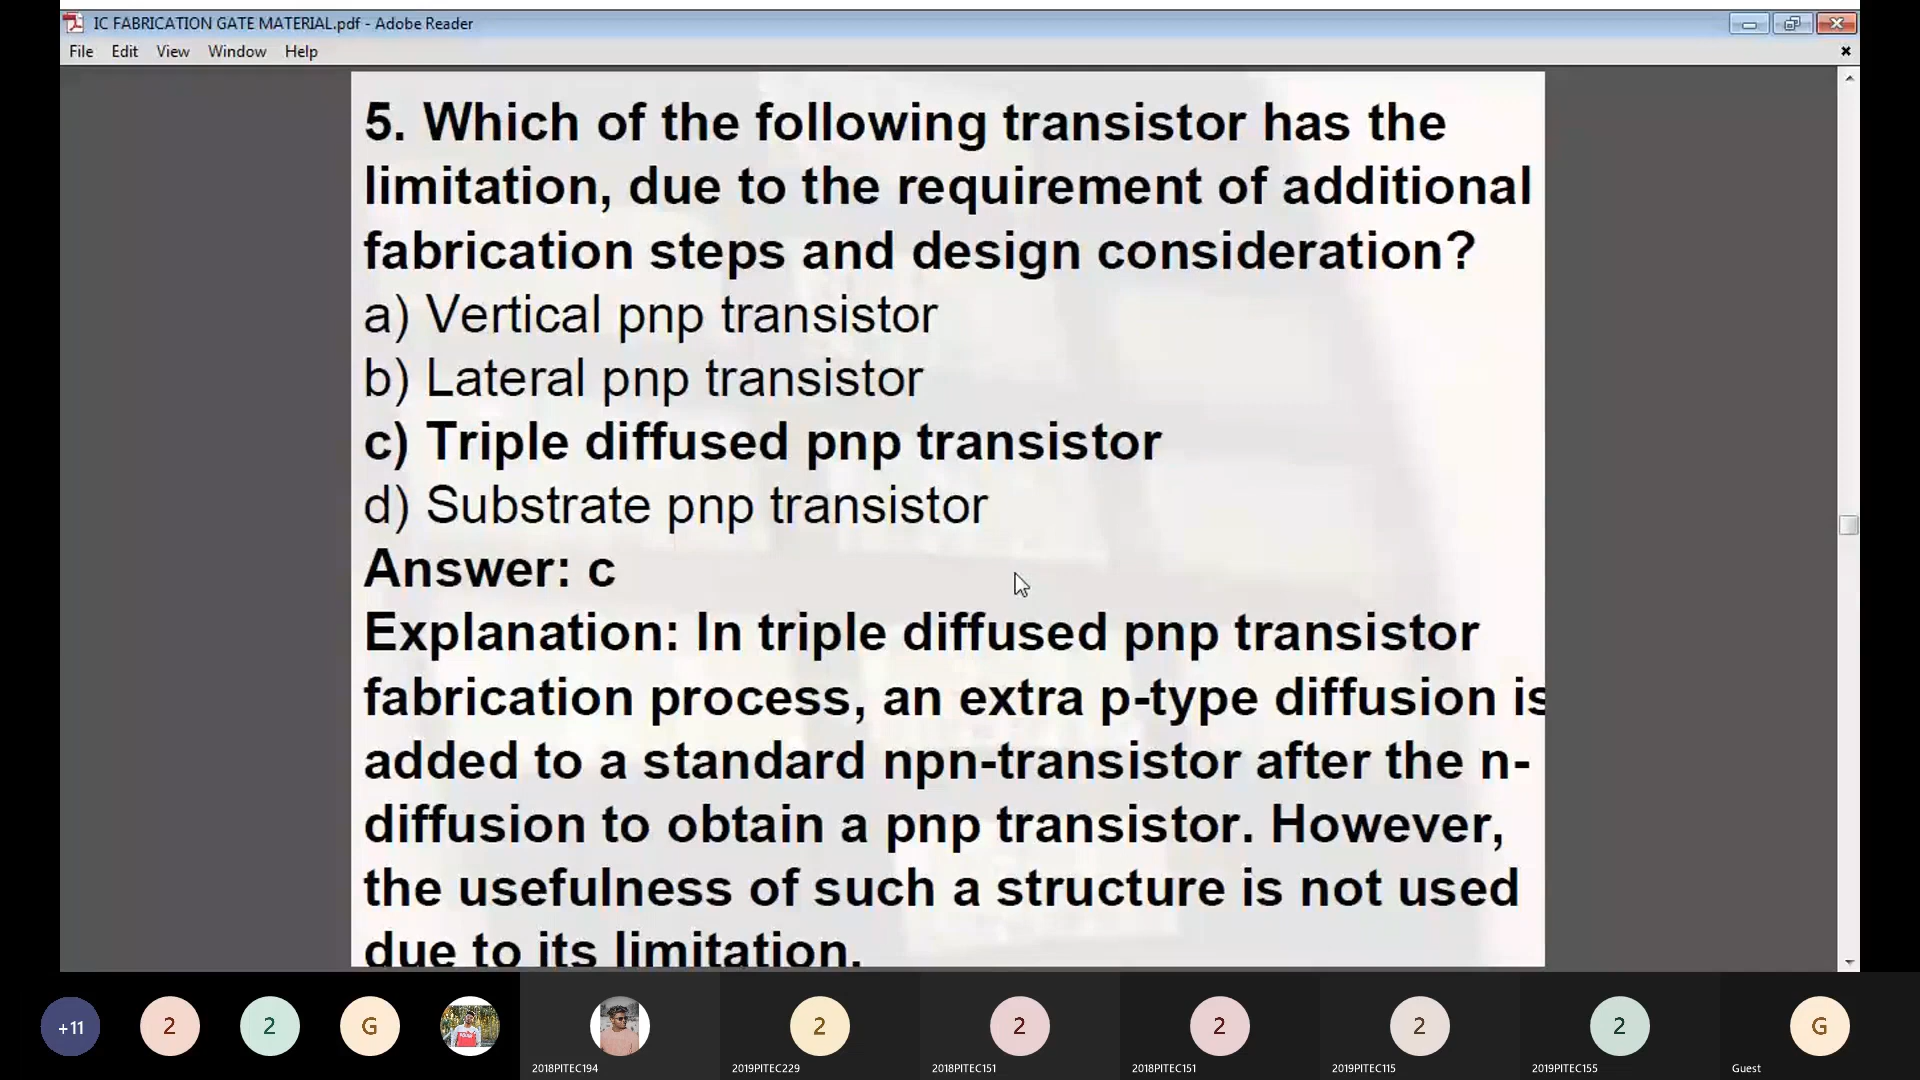 IC FABRICATION GATE MATERIAL.pdf - Adobe Reader
File Edit View Window Help
5. Which of the following transistor has the
limitation, due to the requirement of additional
fabrication steps and design consideration?
a) Vertical pnp transistor
b) Lateral pnp transistor
c) Triple diffused pnp transistor
d) Substrate pnp transistor
Answer: c
Explanation: In triple diffused pnp transistor
fabrication process, an extra p-type diffusion is
added to a standard npn-transistor after the n-
diffusion to obtain a pnp transistor. However,
the usefulness of such a structure is not used
due to its limitation.
+11 2 2 G 2 2 2 2 2 G
2018PITEC194 2019PITEC229 2018PITEC151 2018PITEC151 2019PITEC115 2019PITEC155 Guest